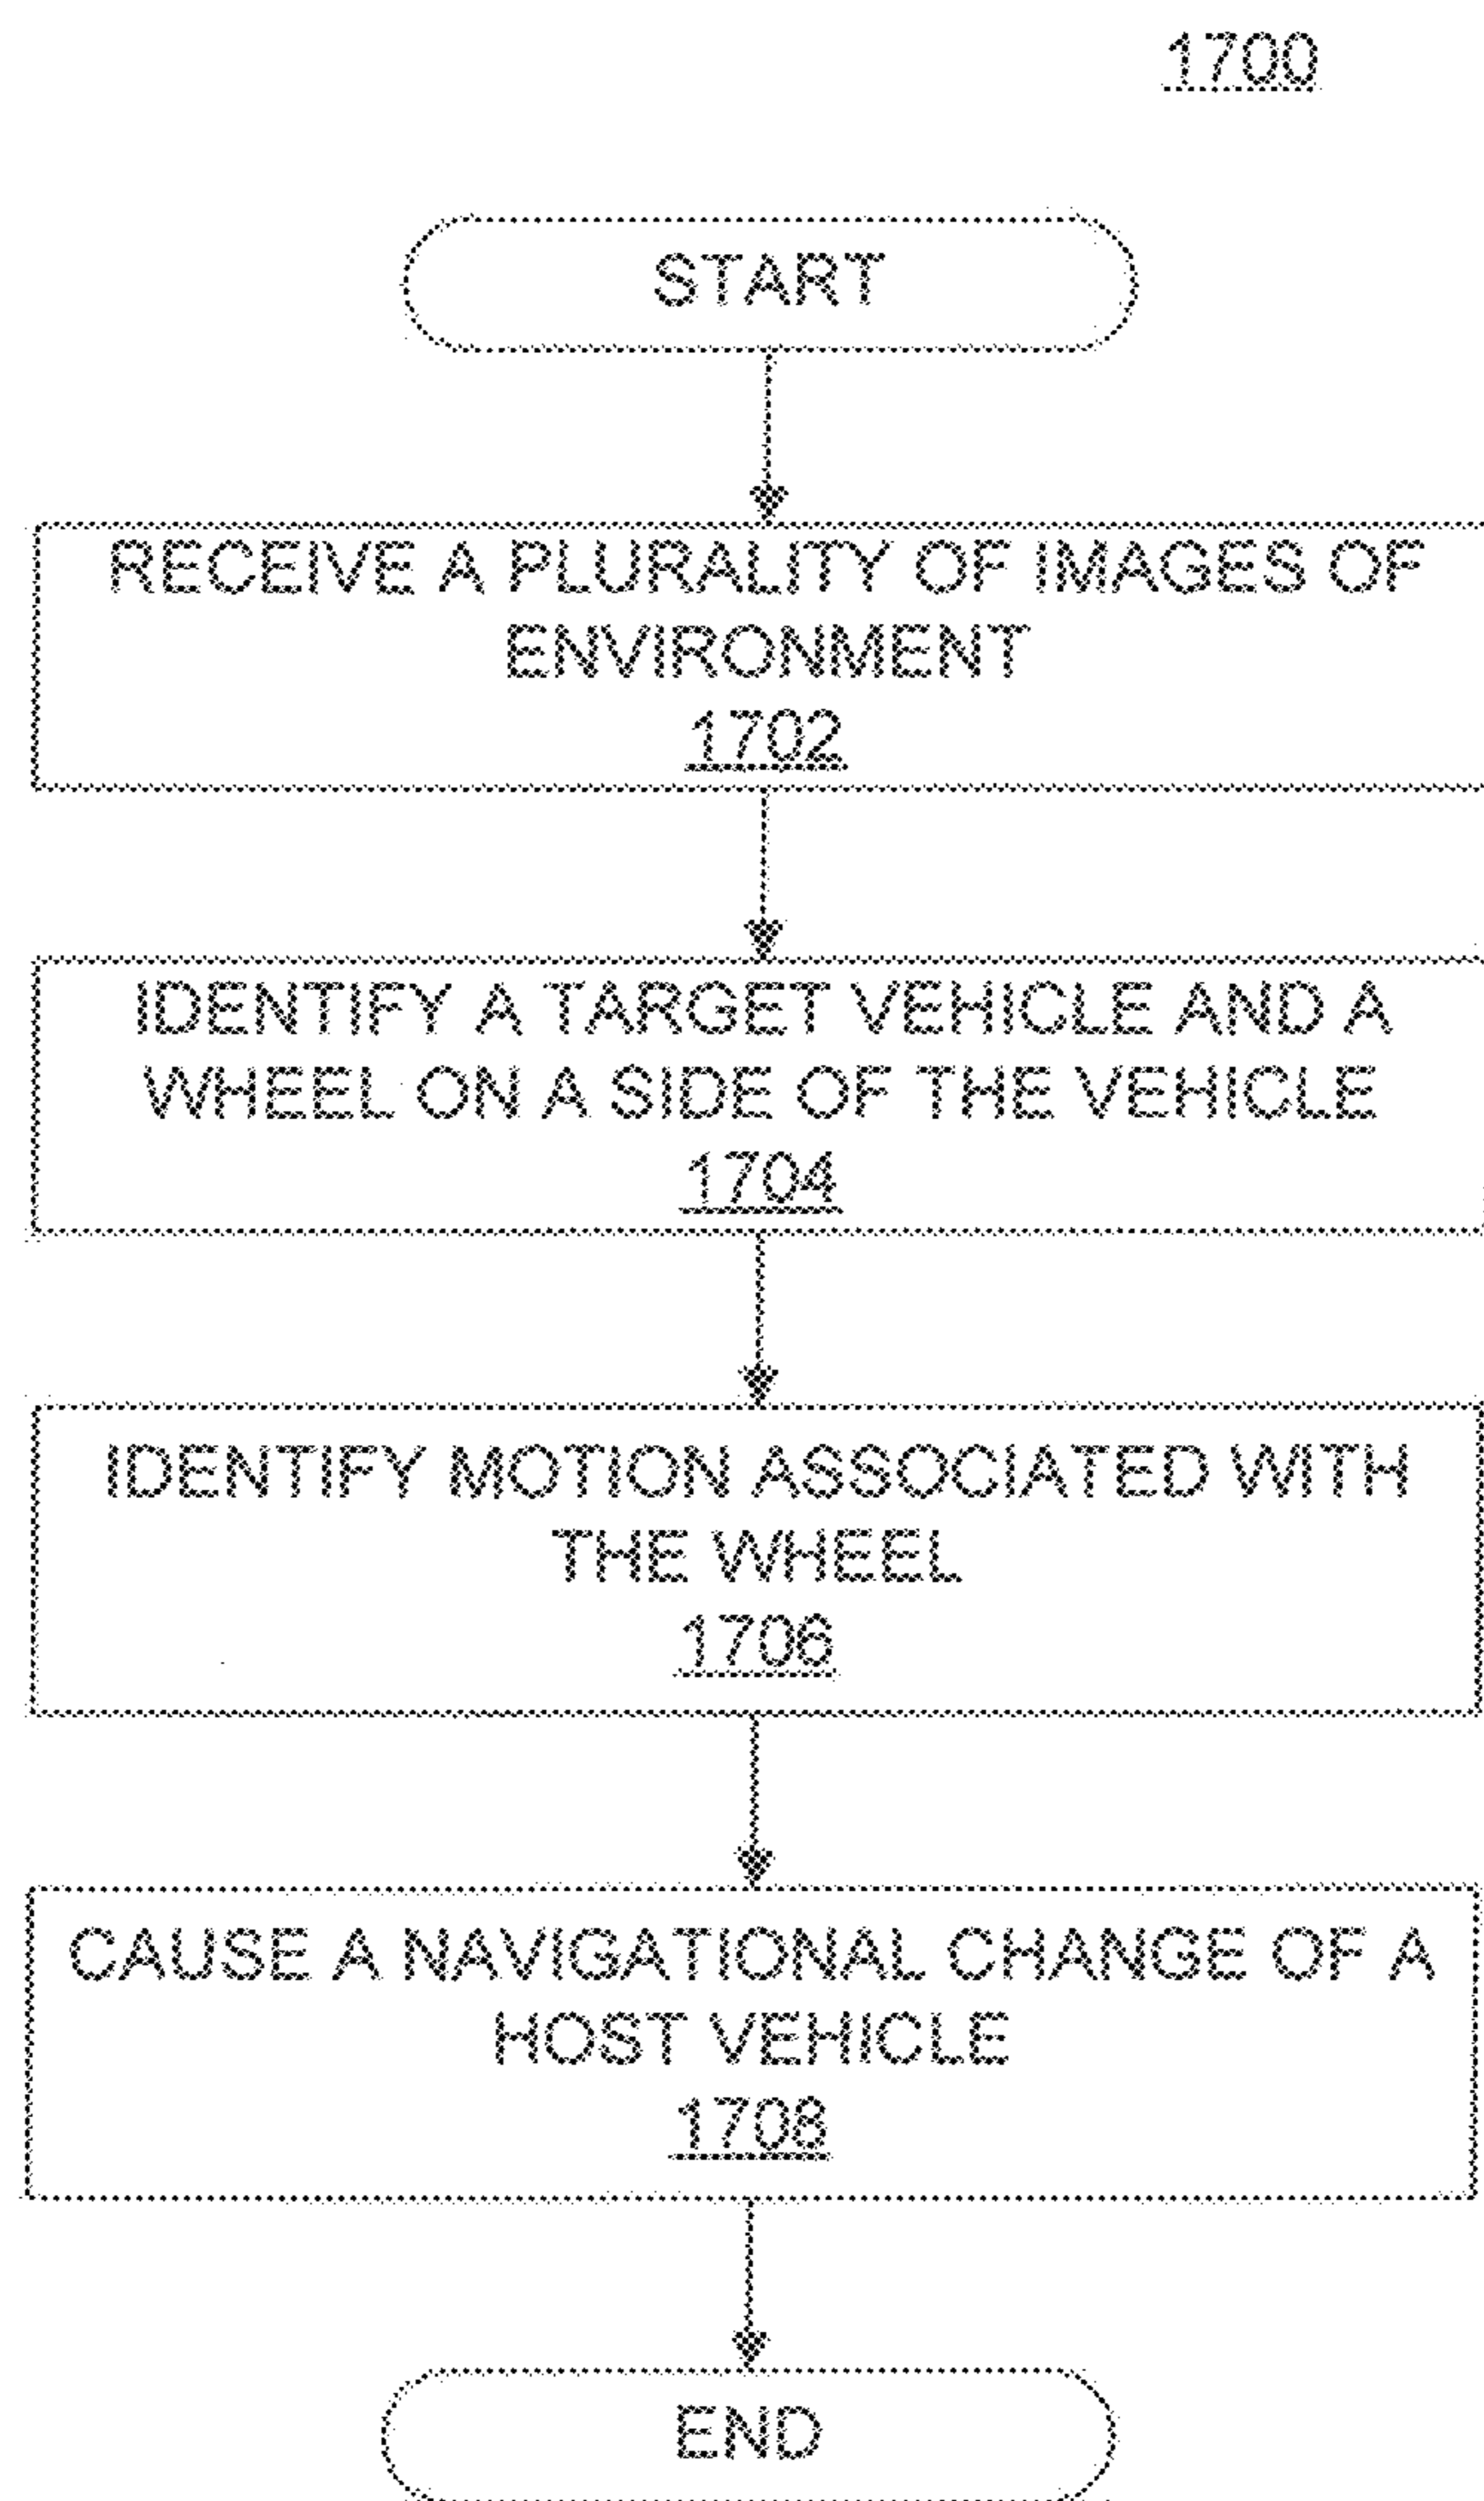 1700
START
RECEIVE A PLURALITY OF IMAGES OF
ENVIRONMENT
1702
IDENTIFY A TARGET VEHICLE AND A
WHEEL ON A SIDE OF THE VEHICLE
1704
IDENTIFY MOTION ASSOCIATED WITH
THE WHEEL
1706
CAUSE A NAVIGATIONAL CHANGE OF A
HOST VEHICLE
1708
END